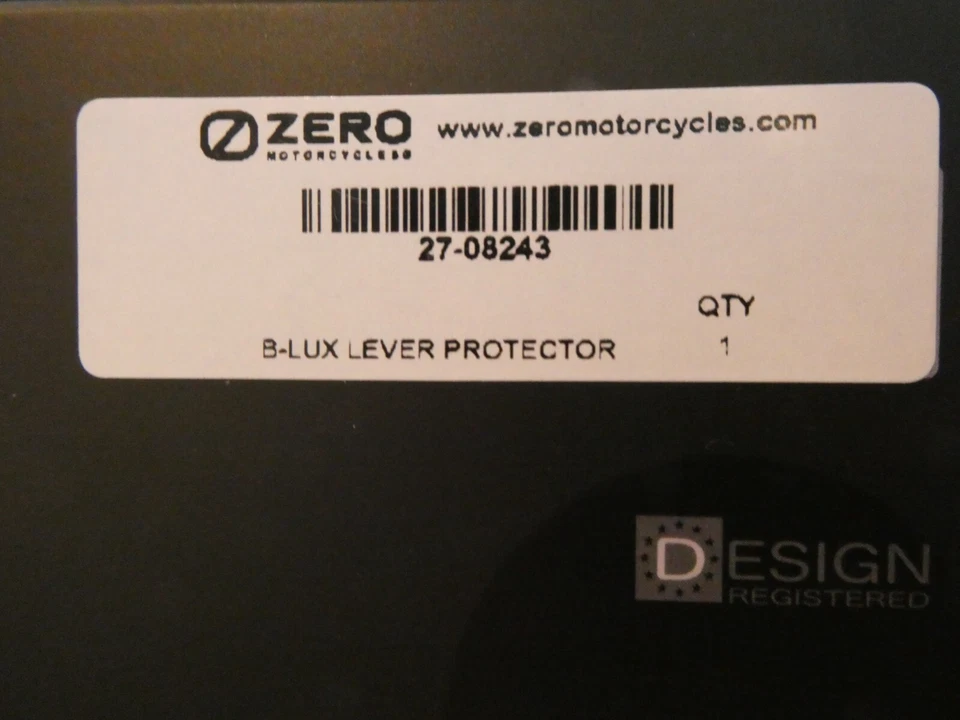 ZERO
MOTORCYCLES®
www.zeromotorcycles.com
27-08243
QTY
B-LUX LEVER PROTECTOR 1
DESIGN
REGISTERED